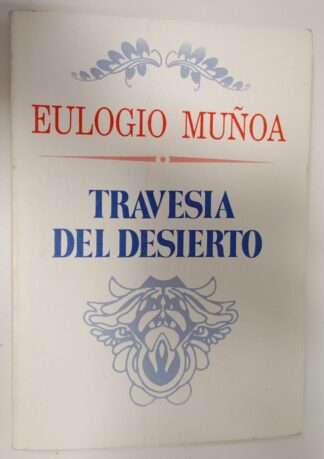 EULOGIO MUÑOA
TRAVESIA
DEL DESIERTO